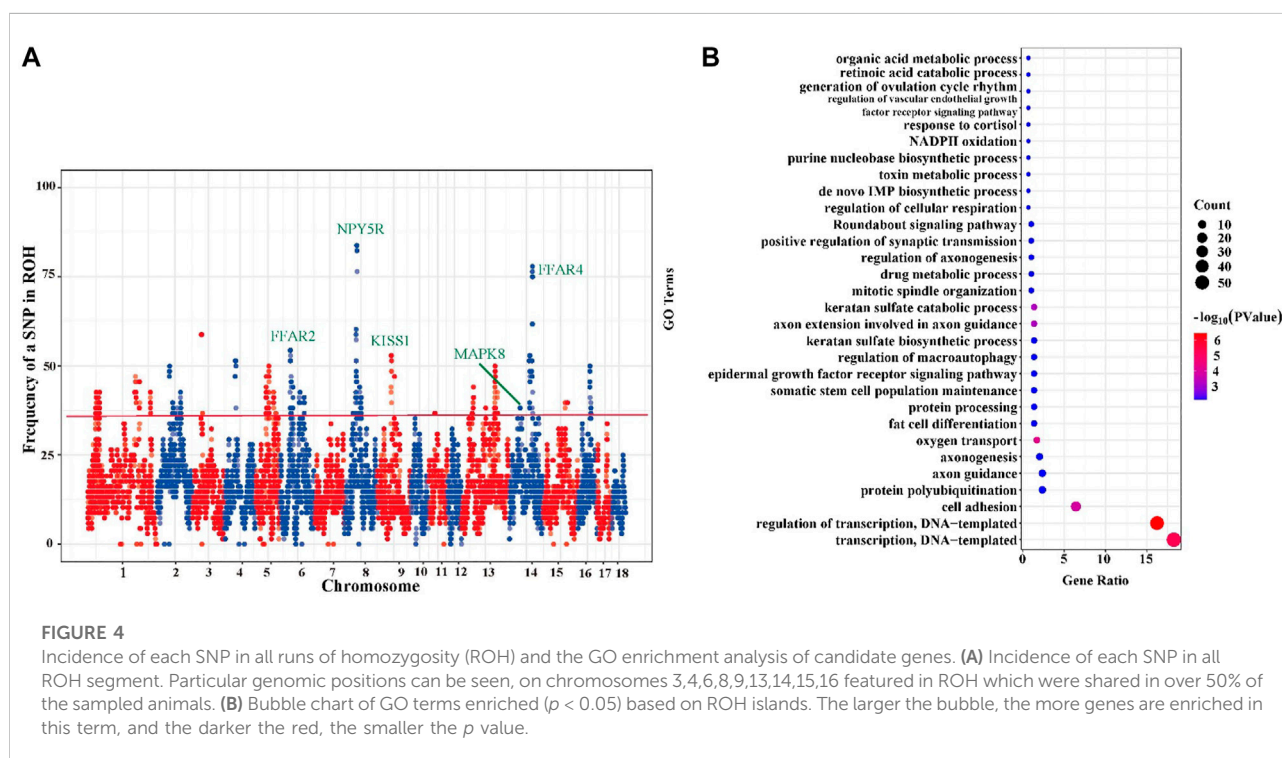 A
Frequency of a SNP in ROH
100
75
50
25
0
NPY5R
FFAR4
FFAR2
KISS1
MAPK8
1 2 3 4 5 6 7 8 9 10 11 12 13 14 15 16 17 18
Chromosome
B
GO Terms
organic acid metabolic process
retinoic acid catabolic process
generation of ovulation cycle rhythm
regulation of vascular endothelial growth
factor receptor signaling pathway
response to cortisol
NADPH oxidation
purine nucleobase biosynthetic process
toxin metabolic process
de novo IMP biosynthetic process
regulation of cellular respiration
Roundabout signaling pathway
positive regulation of synaptic transmission
regulation of axonogenesis
drug metabolic process
mitotic spindle organization
keratan sulfate catabolic process
axon extension involved in axon guidance
keratan sulfate biosynthetic process
regulation of macroautophagy
epidermal growth factor receptor signaling pathway
somatic stem cell population maintenance
protein processing
fat cell differentiation
oxygen transport
axonogenesis
axon guidance
protein polyubiquitination
cell adhesion
regulation of transcription, DNA−templated
transcription, DNA−templated
0 5 10 15
Gene Ratio
Count
10
20
30
40
50
-log10(PValue)
6
5
4
3
FIGURE 4
Incidence of each SNP in all runs of homozygosity (ROH) and the GO enrichment analysis of candidate genes. (A) Incidence of each SNP in all
ROH segment. Particular genomic positions can be seen, on chromosomes 3,4,6,8,9,13,14,15,16 featured in ROH which were shared in over 50% of
the sampled animals. (B) Bubble chart of GO terms enriched (p < 0.05) based on ROH islands. The larger the bubble, the more genes are enriched in
this term, and the darker the red, the smaller the p value.